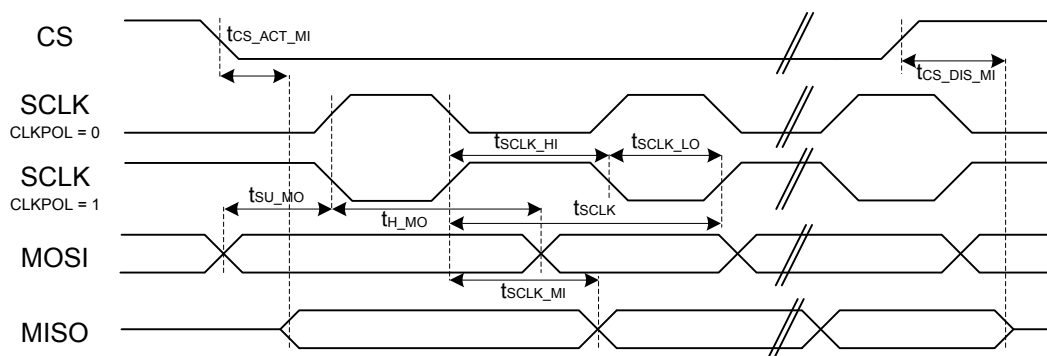 CS
tCS_ACT_MI
tCS_DIS_MI
SCLK
CLKPOL = 0
tSCLK_HI
tSCLK_LO
SCLK
CLKPOL = 1
tSU_MO
tH_MO
tSCLK
MOSI
tSCLK_MI
MISO